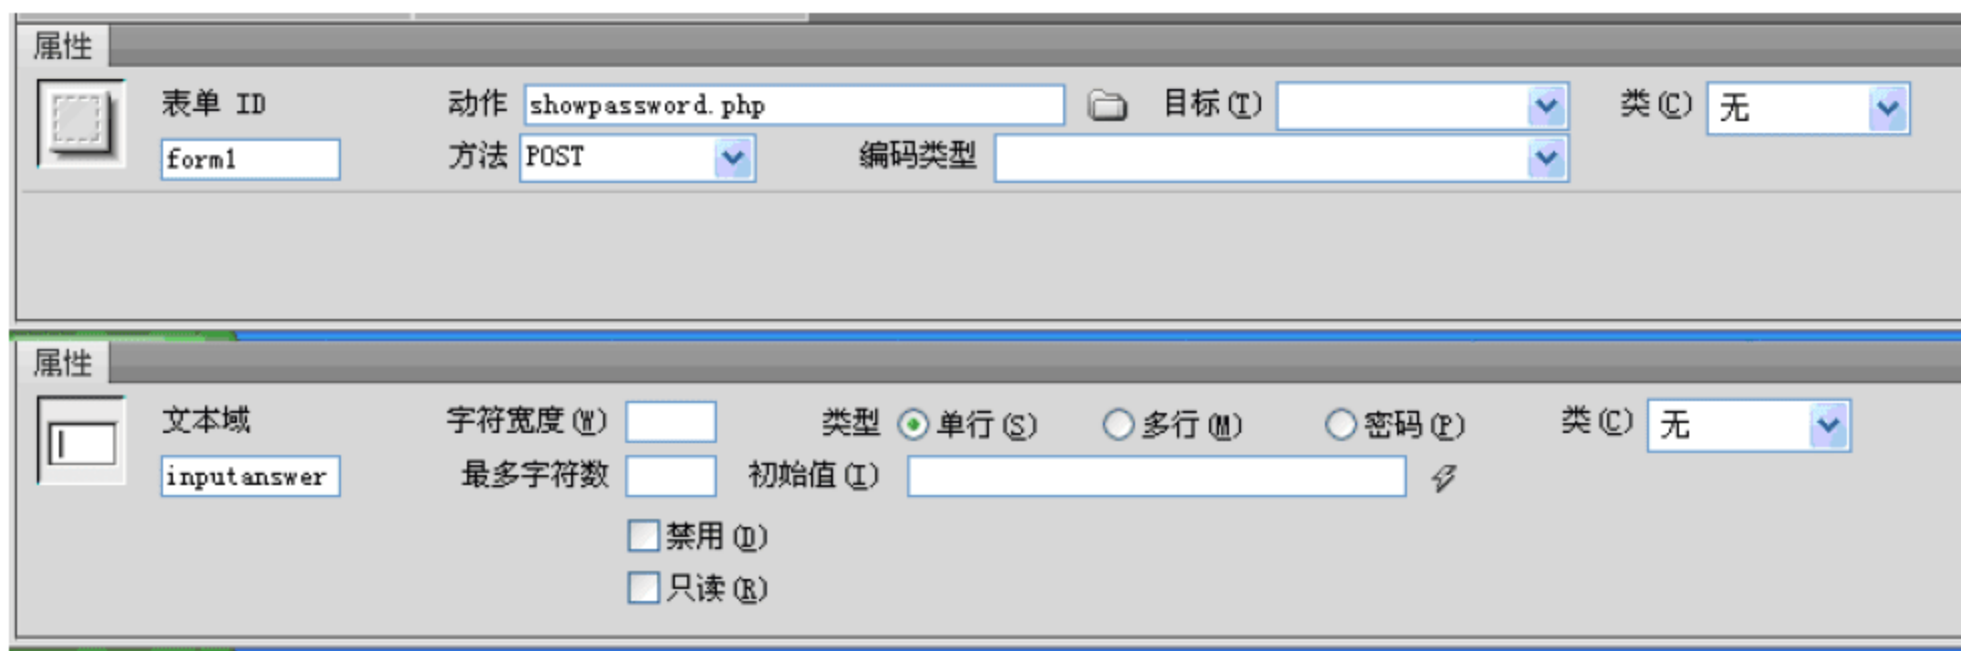 属性
表单 ID 动作 showpassword.php 目标(T) 类(C) 无
form1 方法 POST 编码类型
属性
文本域 字符宽度(W) 类型 单行(S) 多行(M) 密码(P) 类(C) 无
inputanswer 最多字符数 初始值(I)
禁用(D)
只读(R)